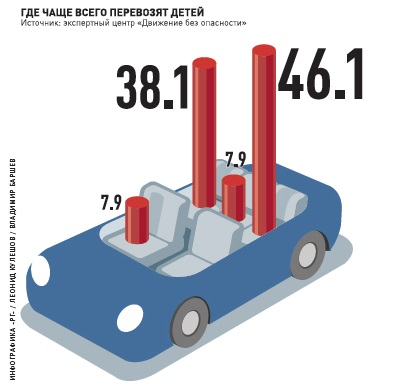 ГДЕ ЧАЩЕ ВСЕГО ПЕРЕВОЗЯТ ДЕТЕЙ
Источник: экспертный центр «Движение без опасности»
38.1
46.1
7.9
7.9
ИНФОГРАФИКА «РГ» / ЛЕОНИД КУЛЕШОВ / ВЛАДИМИР БАРШЕВ